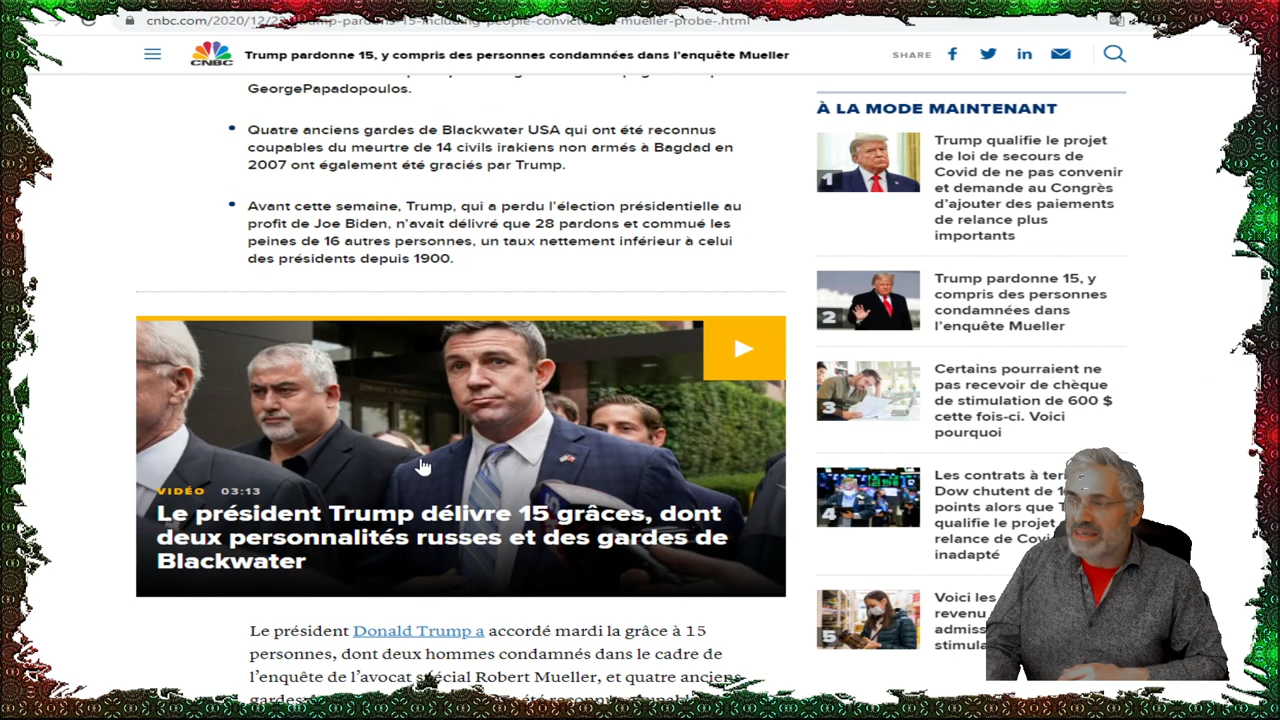 cnbc.com/2020/12/2
trump-pardons-15-including-people-convicted
mueller-probe-.html
CNBC
Trump pardonne 15, y compris des personnes condamnées dans l'enquête Mueller
SHARE
GeorgePapadopoulos.
Quatre anciens gardes de Blackwater USA qui ont été reconnus
coupables du meurtre de 14 civils irakiens non armés à Bagdad en
2007 ont également été graciés par Trump.
Avant cette semaine, Trump, qui a perdu l'élection présidentielle au
profit de Joe Biden, n'avait délivré que 28 pardons et commué les
peines de 16 autres personnes, un taux nettement inférieur à celui
des présidents depuis 1900.
VIDÉO 03:13
Le président Trump délivre 15 grâces, dont
deux personnalités russes et des gardes de
Blackwater
Le président Donald Trump a accordé mardi la grâce à 15
personnes, dont deux hommes condamnés dans le cadre de
l'enquête de l'avocat spécial Robert Mueller, et quatre anciens
À LA MODE MAINTENANT
1
Trump qualifie le projet
de loi de secours de
Covid de ne pas convenir
et demande au Congrès
d'ajouter des paiements
de relance plus
importants
2
Trump pardonne 15, y
compris des personnes
condamnées dans
l'enquête Mueller
3
Certains pourraient ne
pas recevoir de chèque
de stimulation de 600 $
cette fois-ci. Voici
pourquoi
4
Les contrats à
Dow chutent de
points alors que
qualifie le projet
relance de
inadapté
5
Voici les
revenu